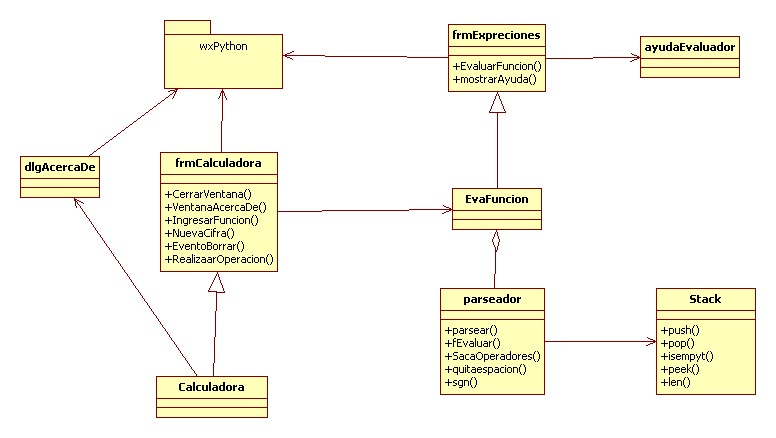 wxPython
frmExpreciones
+EvaluarFuncion()
+mostrarAyuda()
ayudaEvaluador
dlgAcercaDe
frmCalculadora
+CerrarVentana()
+VentanaAcercaDe()
+IngresarFuncion()
+NuevaCifra()
+EventoBorrar()
+RealizaarOperacion()
EvaFuncion
parseador
+parsear()
+fEvaluar()
+SacaOperadores()
+quitaespacion()
+sgn()
Stack
+push()
+pop()
+isempyt()
+peek()
+len()
Calculadora